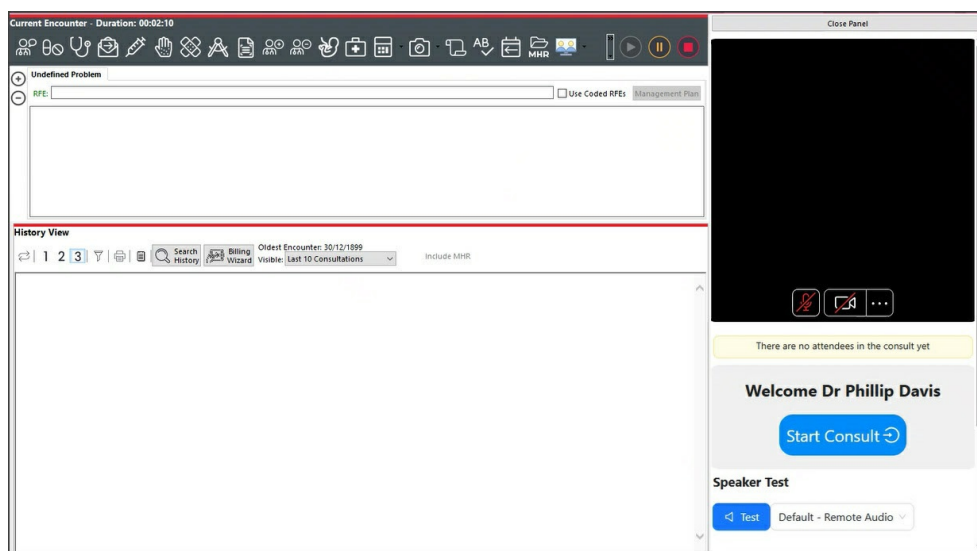 Current Encounter - Duration: 00:02:10
Close Panel
AB
MHR
Undefined Problem
RFE:
Use Coded RFEs
Management Plan
History View
1 2 3
Search History
Billing Wizard
Oldest Encounter: 30/12/1899
Visible: Last 10 Consultations
Include MHR
There are no attendees in the consult yet
Welcome Dr Phillip Davis
Start Consult
Speaker Test
Test
Default - Remote Audio